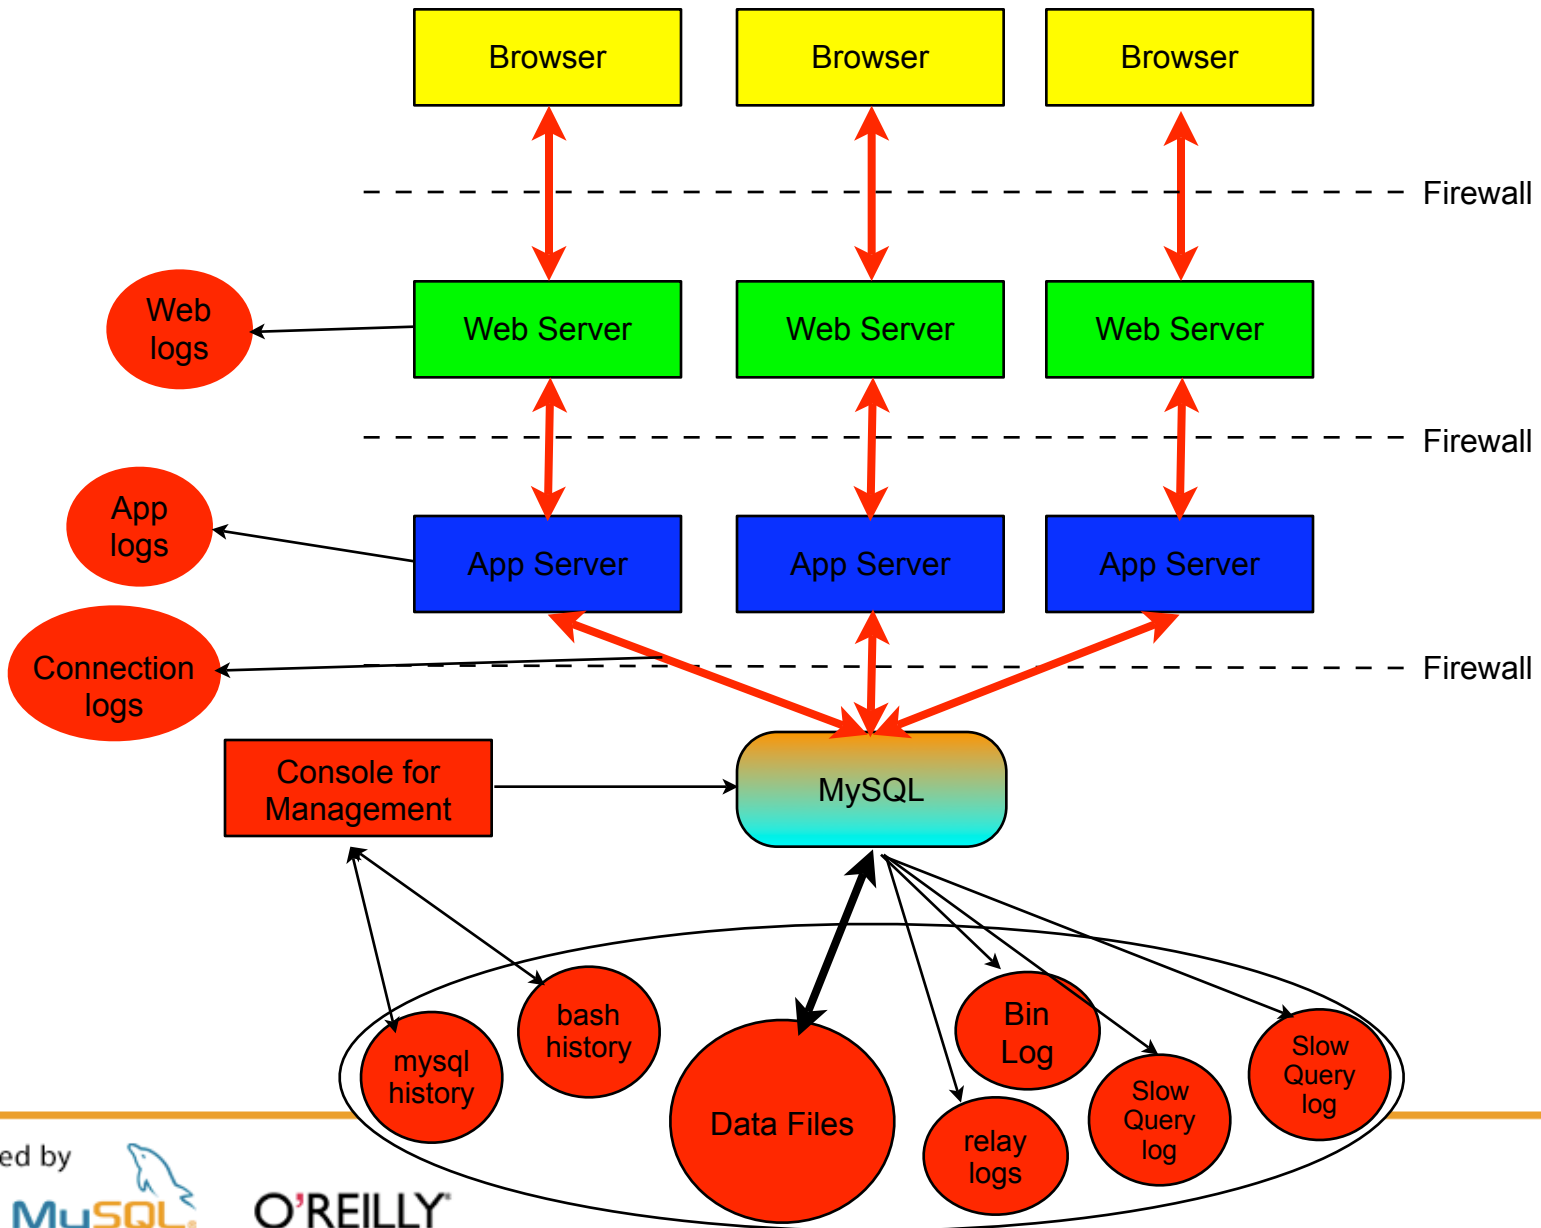 Browser
Browser
Browser
Firewall
Web
logs
Web Server
Web Server
Web Server
Firewall
App
logs
App Server
App Server
App Server
Connection
logs
Firewall
Console for
Management
MySQL
mysql
history
bash
history
Data Files
Bin
Log
relay
logs
Slow
Query
log
Slow
Query
log
ed by
MySQL®
O'REILLY®